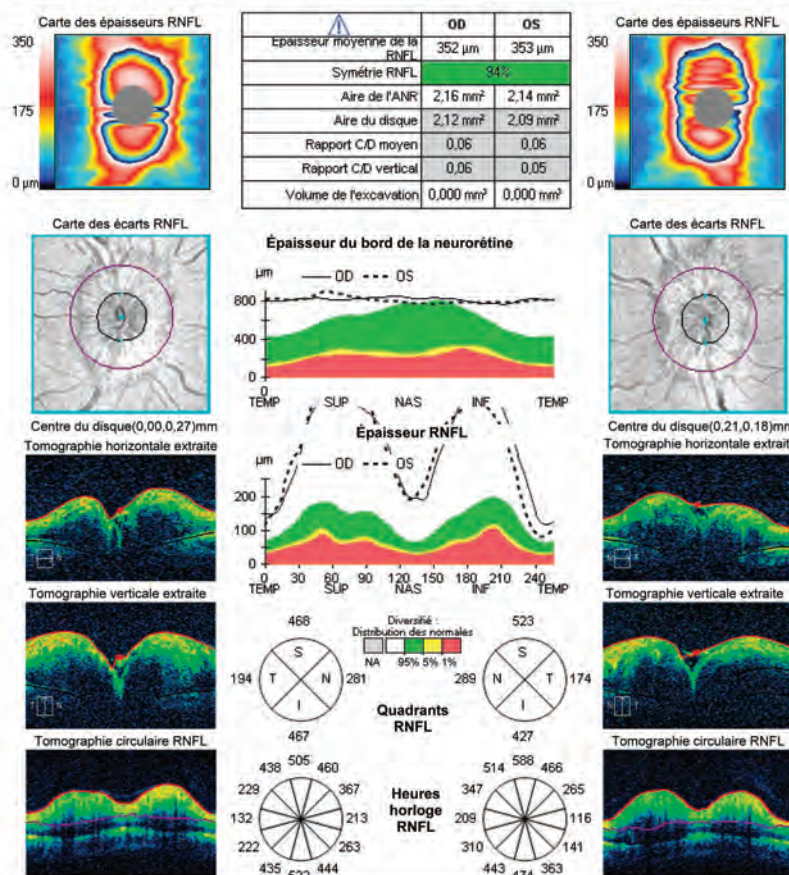 Carte des épaisseurs RNFL
350
175
0 µm
OD OS
Epaisseur moyenne de la RNFL 352 µm 353 µm
Symétrie RNFL 94%
Aire de l'ANR 2,16 mm² 2,14 mm²
Aire du disque 2,12 mm² 2,09 mm²
Rapport C/D moyen 0,06 0,06
Rapport C/D vertical 0,06 0,05
Volume de l'excavation 0,000 mm³ 0,000 mm³
Carte des épaisseurs RNFL
350
175
0 µm
Carte des écarts RNFL
Centre du disque(0,00,0,27)mm
Épaisseur du bord de la neurorétine
µm
OD OS
800
400
0
0
TEMP SUP NAS INF TEMP
Carte des écarts RNFL
Centre du disque(0,21,0,18)mm
Tomographie horizontale extraite
Épaisseur RNFL
µm
OD OS
200
100
0
0 30 60 90 120 150 180 210 240
TEMP SUP NAS INF TEMP
Tomographie horizontale extraite
Tomographie verticale extraite
Diversifié :
Distribution des normales
NA 95% 5% 1%
468
194 S T N I 281
467
523
289 S N T I 174
427
Quadrants
RNFL
Tomographie verticale extraite
Tomographie circulaire RNFL
505
438 460
229 367
132 213
222 263
435 444
Heures
horloge
RNFL
588
514 466
347 265
209 116
310 141
443 363
Tomographie circulaire RNFL